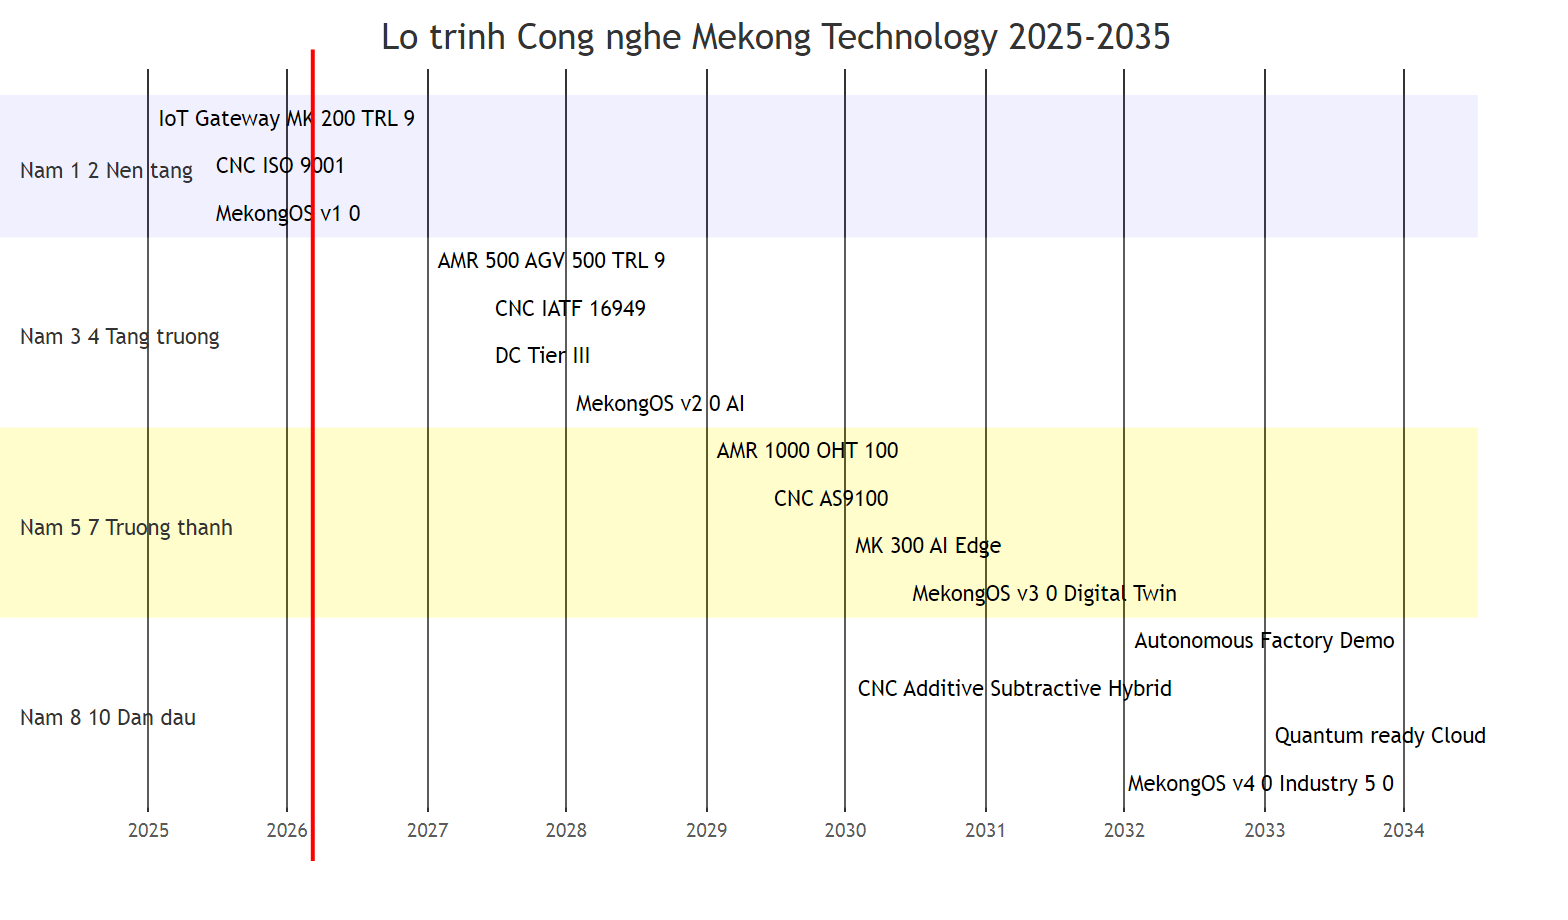 Lo trinh Cong nghe Mekong Technology 2025-2035
Nam 1 2 Nen tang
IoT Gateway MK 200 TRL 9
CNC ISO 9001
MekongOS v1 0
Nam 3 4 Tang truong
AMR 500 AGV 500 TRL 9
CNC IATF 16949
DC Tier III
MekongOS v2 0 AI
Nam 5 7 Truong thanh
AMR 1000 OHT 100
CNC AS9100
MK 300 AI Edge
MekongOS v3 0 Digital Twin
Nam 8 10 Dan dau
Autonomous Factory Demo
CNC Additive Subtractive Hybrid
Quantum ready Cloud
MekongOS v4 0 Industry 5 0
2025 2026 2027 2028 2029 2030 2031 2032 2033 2034